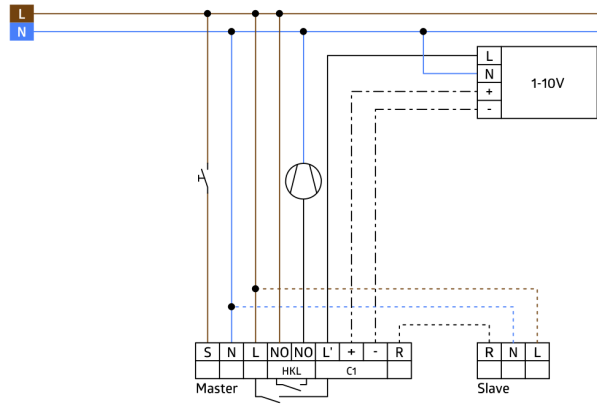 L
N
L
N
1-10V
+
-
S N L NO NO L' + - R
R N L
HKL C1
Master
Slave